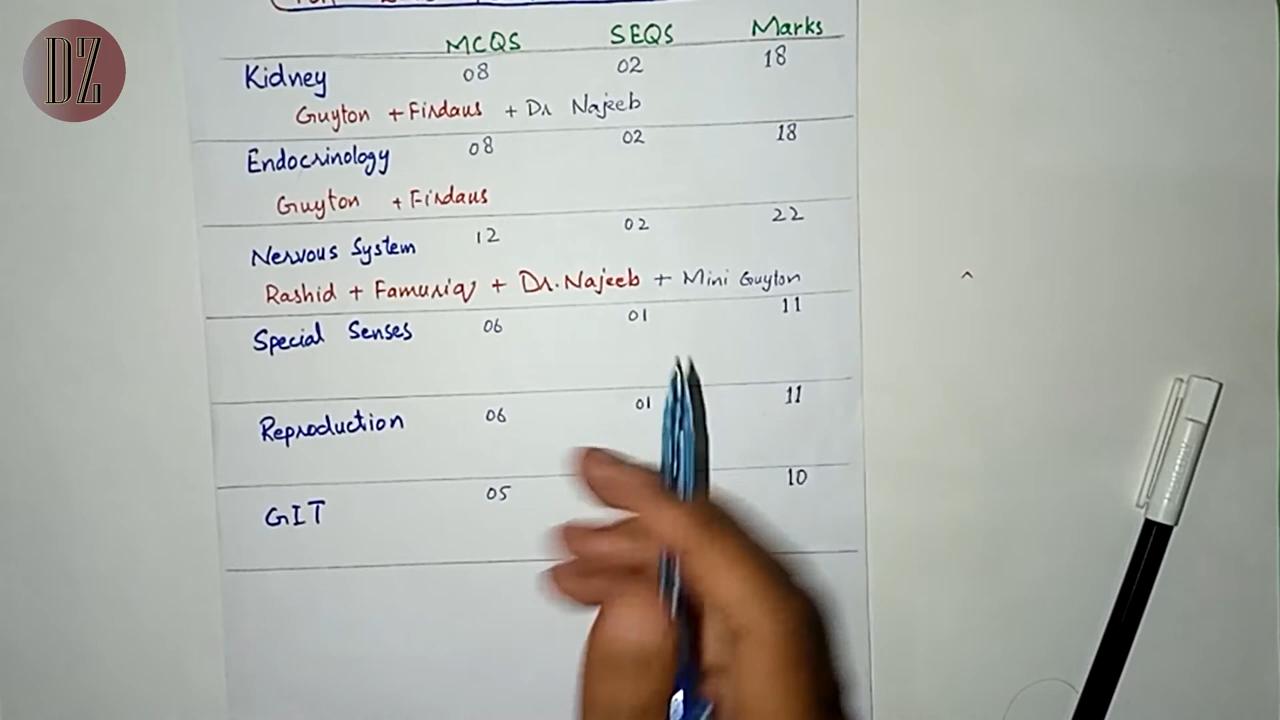 DZ
MCQS SEQS Marks
Kidney 08 02 18
Guyton + Firdaus + Dr Najeeb
Endocrinology 08 02 18
Guyton + Firdaus
Nervous System 12 02 22
Rashid + Famuriq + Dr. Najeeb + Mini Guyton
Special Senses 06 01 11
Reproduction 06 01 11
GIT 05 10